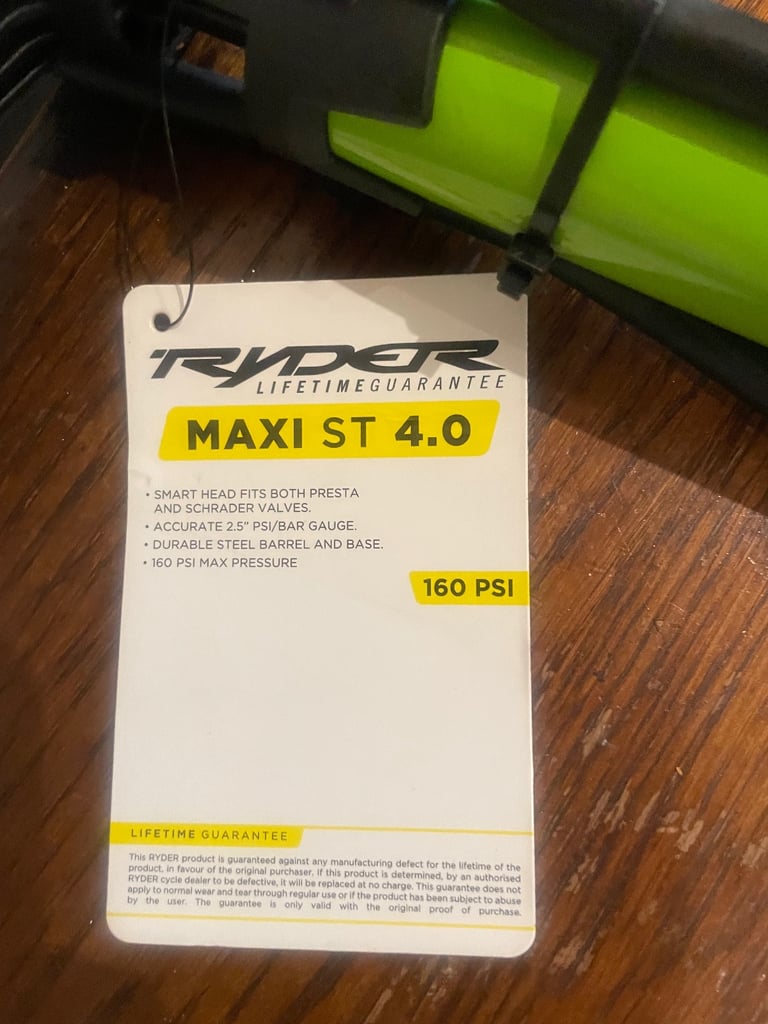 RYDER
LIFETIMEGUARANTEE
MAXI ST 4.0
• SMART HEAD FITS BOTH PRESTA
AND SCHRADER VALVES.
• ACCURATE 2.5" PSI/BAR GAUGE.
• DURABLE STEEL BARREL AND BASE.
• 160 PSI MAX PRESSURE
160 PSI
LIFETIME GUARANTEE
This RYDER product is guaranteed against any manufacturing defect for the lifetime of the
product, in favour of the original purchaser. If this product is determined, by an authorised
RYDER cycle dealer to be defective, it will be replaced at no charge. This guarantee does not
apply to normal wear and tear through regular use or if the product has been subject to abuse
by the user. The guarantee is only valid with the original proof of purchase.